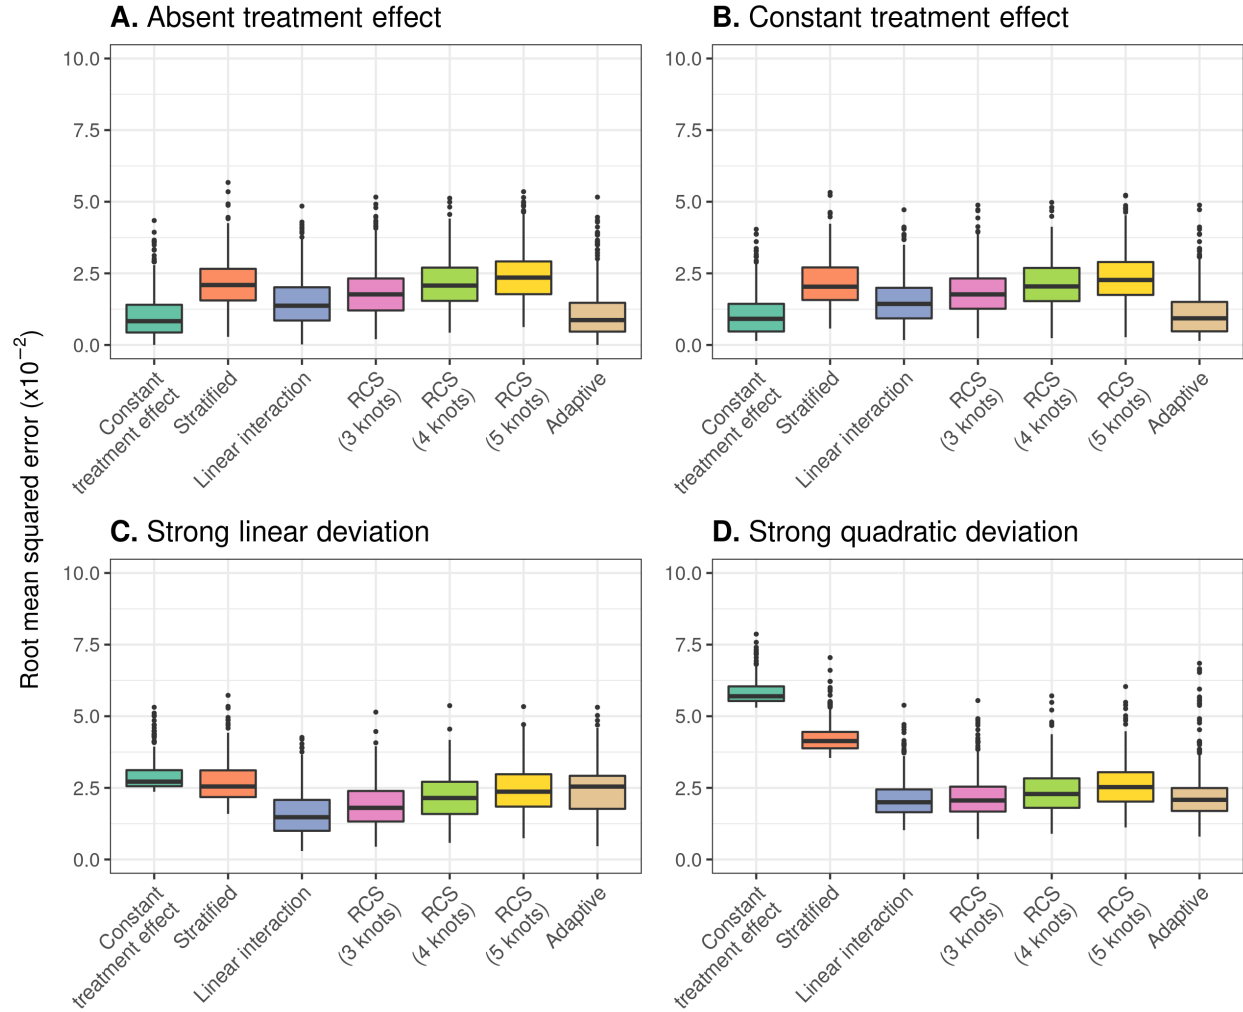 A. Absent treatment effect
B. Constant treatment effect
Root mean squared error (x10⁻²)
10.0
7.5
5.0
2.5
0.0
Constant
treatment effect
Stratified
Linear interaction
RCS
(3 knots)
RCS
(4 knots)
RCS
(5 knots)
Adaptive
10.0
7.5
5.0
2.5
0.0
Constant
treatment effect
Stratified
Linear interaction
RCS
(3 knots)
RCS
(4 knots)
RCS
(5 knots)
Adaptive
C. Strong linear deviation
D. Strong quadratic deviation
10.0
7.5
5.0
2.5
0.0
Constant
treatment effect
Stratified
Linear interaction
RCS
(3 knots)
RCS
(4 knots)
RCS
(5 knots)
Adaptive
10.0
7.5
5.0
2.5
0.0
Constant
treatment effect
Stratified
Linear interaction
RCS
(3 knots)
RCS
(4 knots)
RCS
(5 knots)
Adaptive